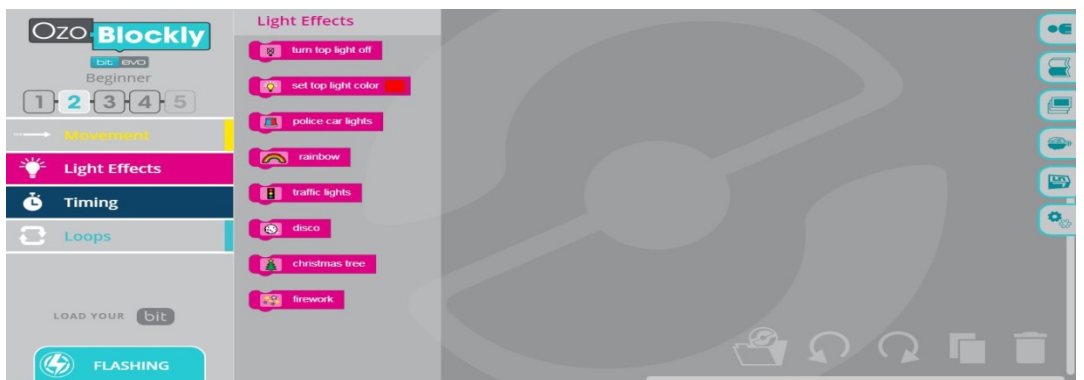 Ozo Blockly
bit evo
Beginner
1 2 3 4 5
Movement
Light Effects
Timing
Loops
LOAD YOUR bit
FLASHING
Light Effects
turn top light off
set top light color
police car lights
rainbow
traffic lights
disco
christmas tree
firework